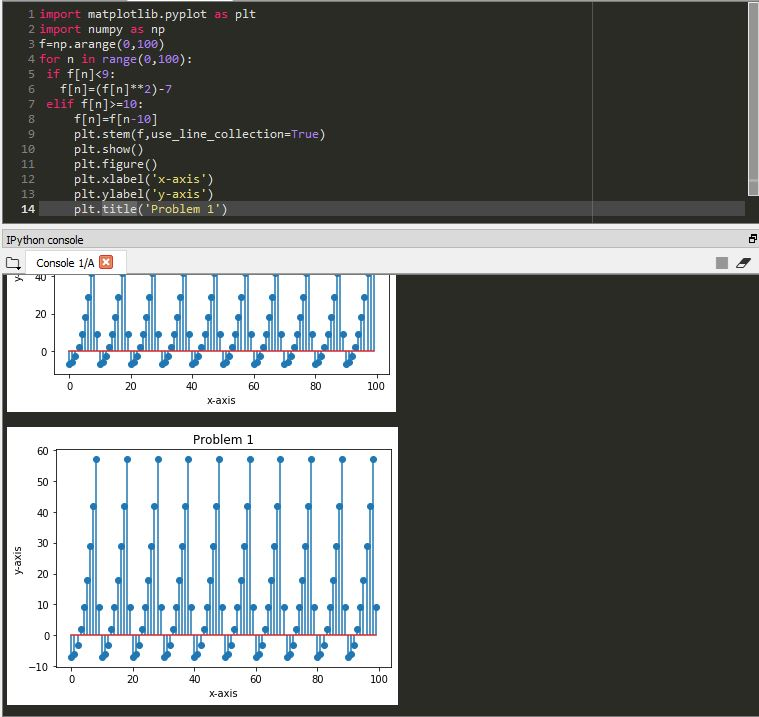 1 import matplotlib.pyplot as plt
2 import numpy as np
3 f=np.arange(0,100)
4 for n in range(0,100):
5 if f[n]<9:
6 f[n]=(f[n]**2)-7
7 elif f[n]>=10:
8 f[n]=f[n-10]
9 plt.stem(f,use_line_collection=True)
10 plt.show()
11 plt.figure()
12 plt.xlabel('x-axis')
13 plt.ylabel('y-axis')
14 plt.title('Problem 1')
IPython console
Console 1/A
40
20
0
0 20 40 60 80 100
x-axis
Problem 1
60
50
40
30
20
10
0
−10
y-axis
0 20 40 60 80 100
x-axis